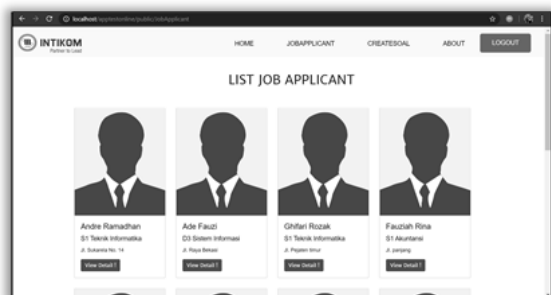 localhost/apptestonline/public/JobApplicant
INTIKOM
Partner to Lead
HOME
JOBAPPLICANT
CREATESOAL
ABOUT
LOGOUT
LIST JOB APPLICANT
Andre Ramadhan
S1 Teknik Informatika
Jl. Sukarela No. 14
View Detail !
Ade Fauzi
D3 Sistem Informasi
Jl. Raya Bekasi
View Detail !
Ghifari Rozak
S1 Teknik Informatika
Jl. Pejaten timur
View Detail !
Fauziah Rina
S1 Akuntansi
Jl. panjang
View Detail !